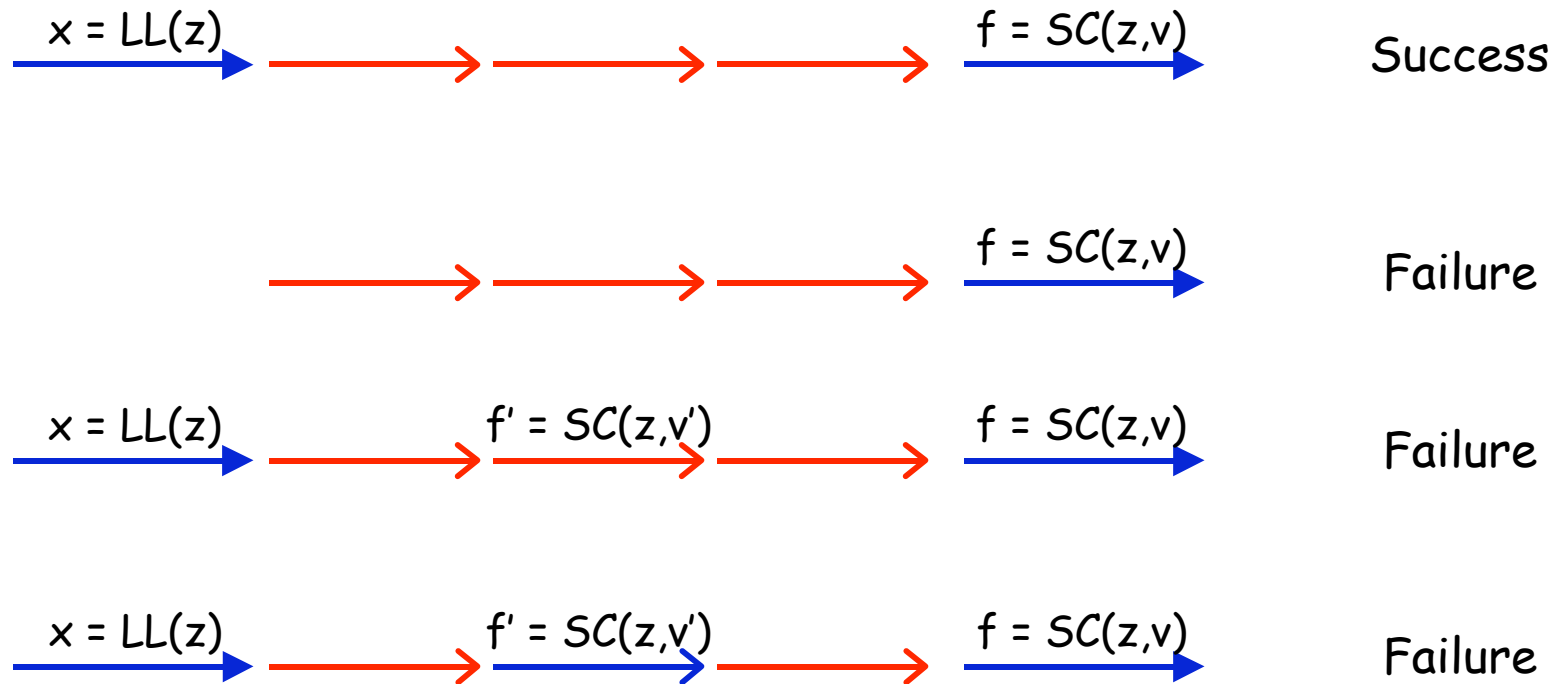 x = LL(z) f = SC(z,v) Success
f = SC(z,v) Failure
x = LL(z) f' = SC(z,v') f = SC(z,v) Failure
x = LL(z) f' = SC(z,v') f = SC(z,v) Failure